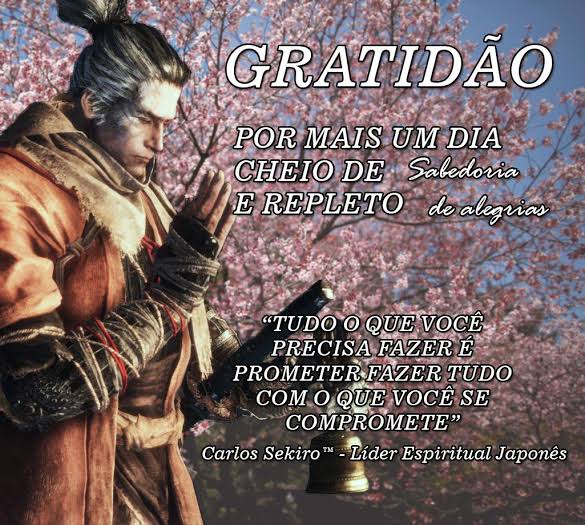 GRATIDÃO
POR MAIS UM DIA
CHEIO DE Sabedoria
E REPLETO de alegrias
“TUDO O QUE VOCÊ
PRECISA FAZER É
PROMETER FAZER TUDO
COM O QUE VOCÊ SE
COMPROMETE”
Carlos Sekiro™ - Líder Espiritual Japonês